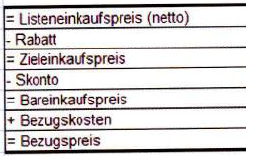 = Listeneinkaufspreis (netto)
- Rabatt
= Zieleinkaufspreis
- Skonto
= Bareinkaufspreis
+ Bezugskosten
= Bezugspreis